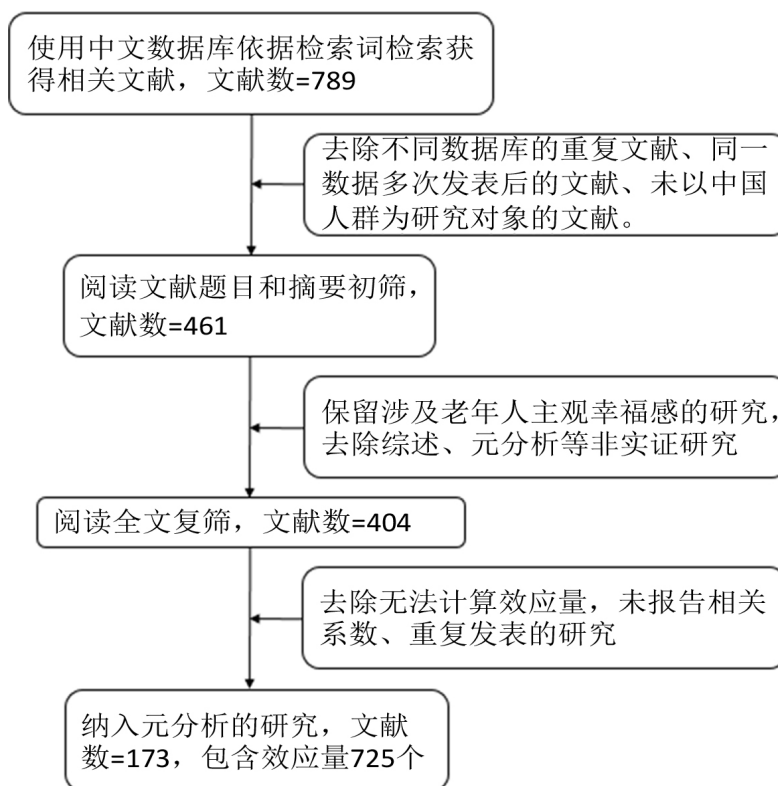 使用中文数据库依据检索词检索获
得相关文献，文献数=789
去除不同数据库的重复文献、同一
数据多次发表后的文献、未以中国
人群为研究对象的文献。
阅读文献题目和摘要初筛，
文献数=461
保留涉及老年人主观幸福感的研究，
去除综述、元分析等非实证研究
阅读全文复筛，文献数=404
去除无法计算效应量，未报告相关
系数、重复发表的研究
纳入元分析的研究，文献
数=173，包含效应量725个